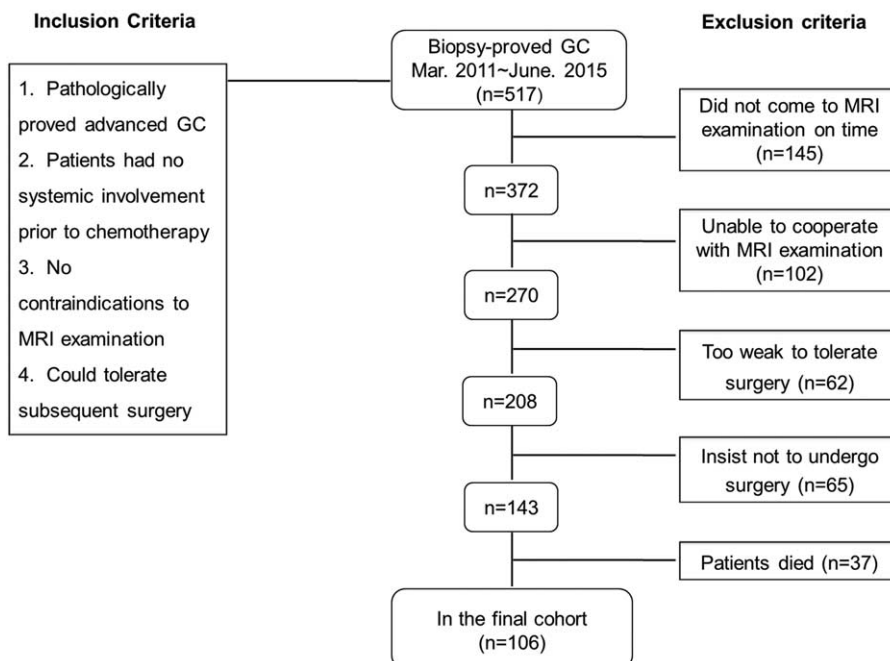 Inclusion Criteria
1. Pathologically
proved advanced GC
2. Patients had no
systemic involvement
prior to chemotherapy
3. No
contraindications to
MRI examination
4. Could tolerate
subsequent surgery
Biopsy-proved GC
Mar. 2011~June. 2015
(n=517)
n=372
n=270
n=208
n=143
In the final cohort
(n=106)
Exclusion criteria
Did not come to MRI
examination on time
(n=145)
Unable to cooperate
with MRI examination
(n=102)
Too weak to tolerate
surgery (n=62)
Insist not to undergo
surgery (n=65)
Patients died (n=37)